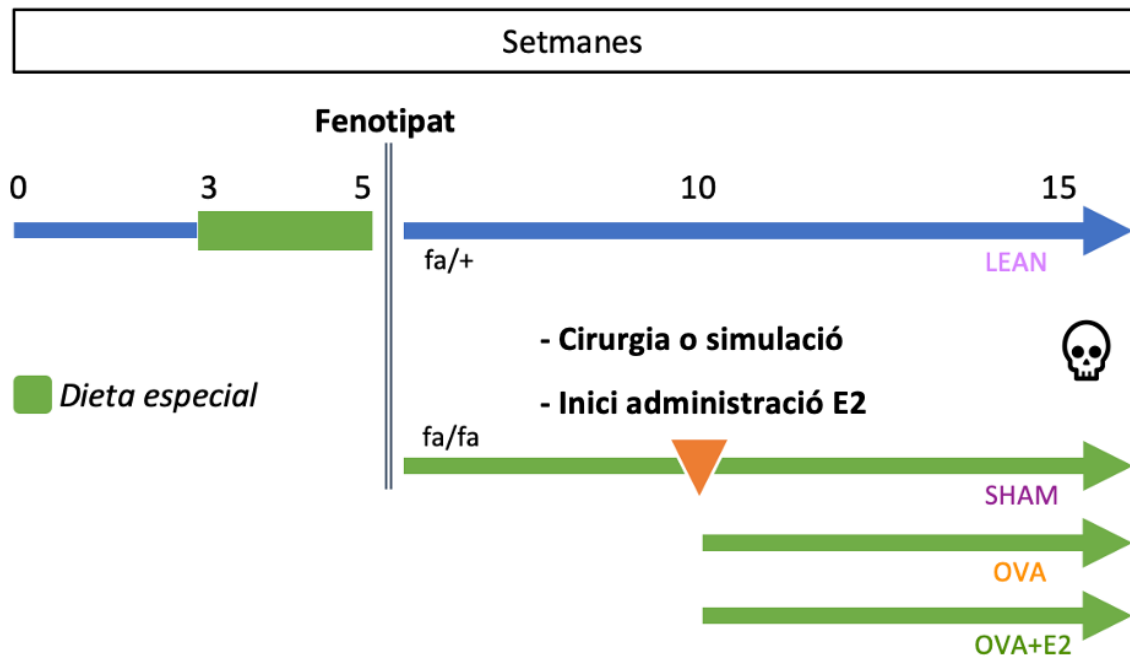 Setmanes
Fenotipat
0 3 5 10 15
fa/+
LEAN
- Cirurgia o simulació
- Inici administració E2
Dieta especial
fa/fa
SHAM
OVA
OVA+E2